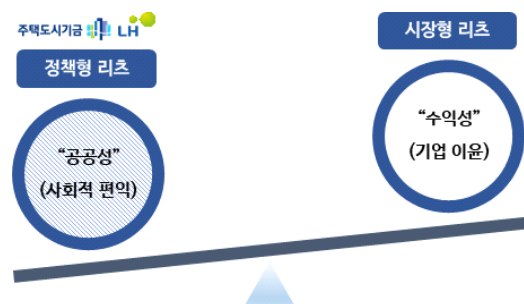 주택도시기금 LH
정책형 리츠
“공공성”
(사회적 편익)
시장형 리츠
“수익성”
(기업 이윤)